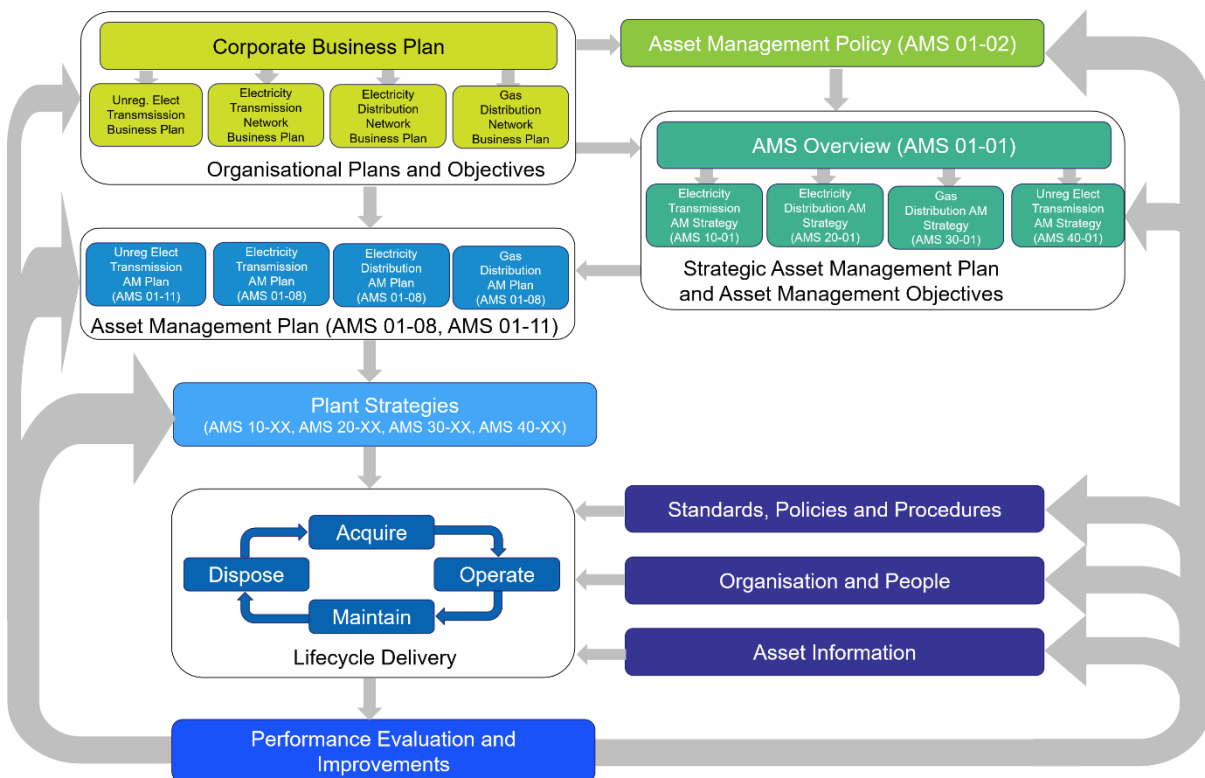 Corporate Business Plan
Unreg. Elect
Transmsission
Business Plan
Electricity
Transmission
Network
Business Plan
Electricity
Distribution
Network
Business Plan
Gas
Distribution
Network
Business Plan
Organisational Plans and Objectives
Asset Management Policy (AMS 01-02)
AMS Overview (AMS 01-01)
Electricity
Transmission
AM Strategy
(AMS 10-01)
Electricity
Distribution AM
Strategy
(AMS 20-01)
Gas
Distribution AM
Strategy
(AMS 30-01)
Unreg Elect
Transmission
AM Strategy
(AMS 40-01)
Strategic Asset Management Plan
and Asset Management Objectives
Unreg Elect
Transmission
AM Plan
(AMS 01-11)
Electricity
Transmission
AM Plan
(AMS 01-08)
Electricity
Distribution
AM Plan
(AMS 01-08)
Gas
Distribution
AM Plan
(AMS 01-08)
Asset Management Plan (AMS 01-08, AMS 01-11)
Plant Strategies
(AMS 10-XX, AMS 20-XX, AMS 30-XX, AMS 40-XX)
Acquire
Dispose
Operate
Maintain
Lifecycle Delivery
Standards, Policies and Procedures
Organisation and People
Asset Information
Performance Evaluation and
Improvements